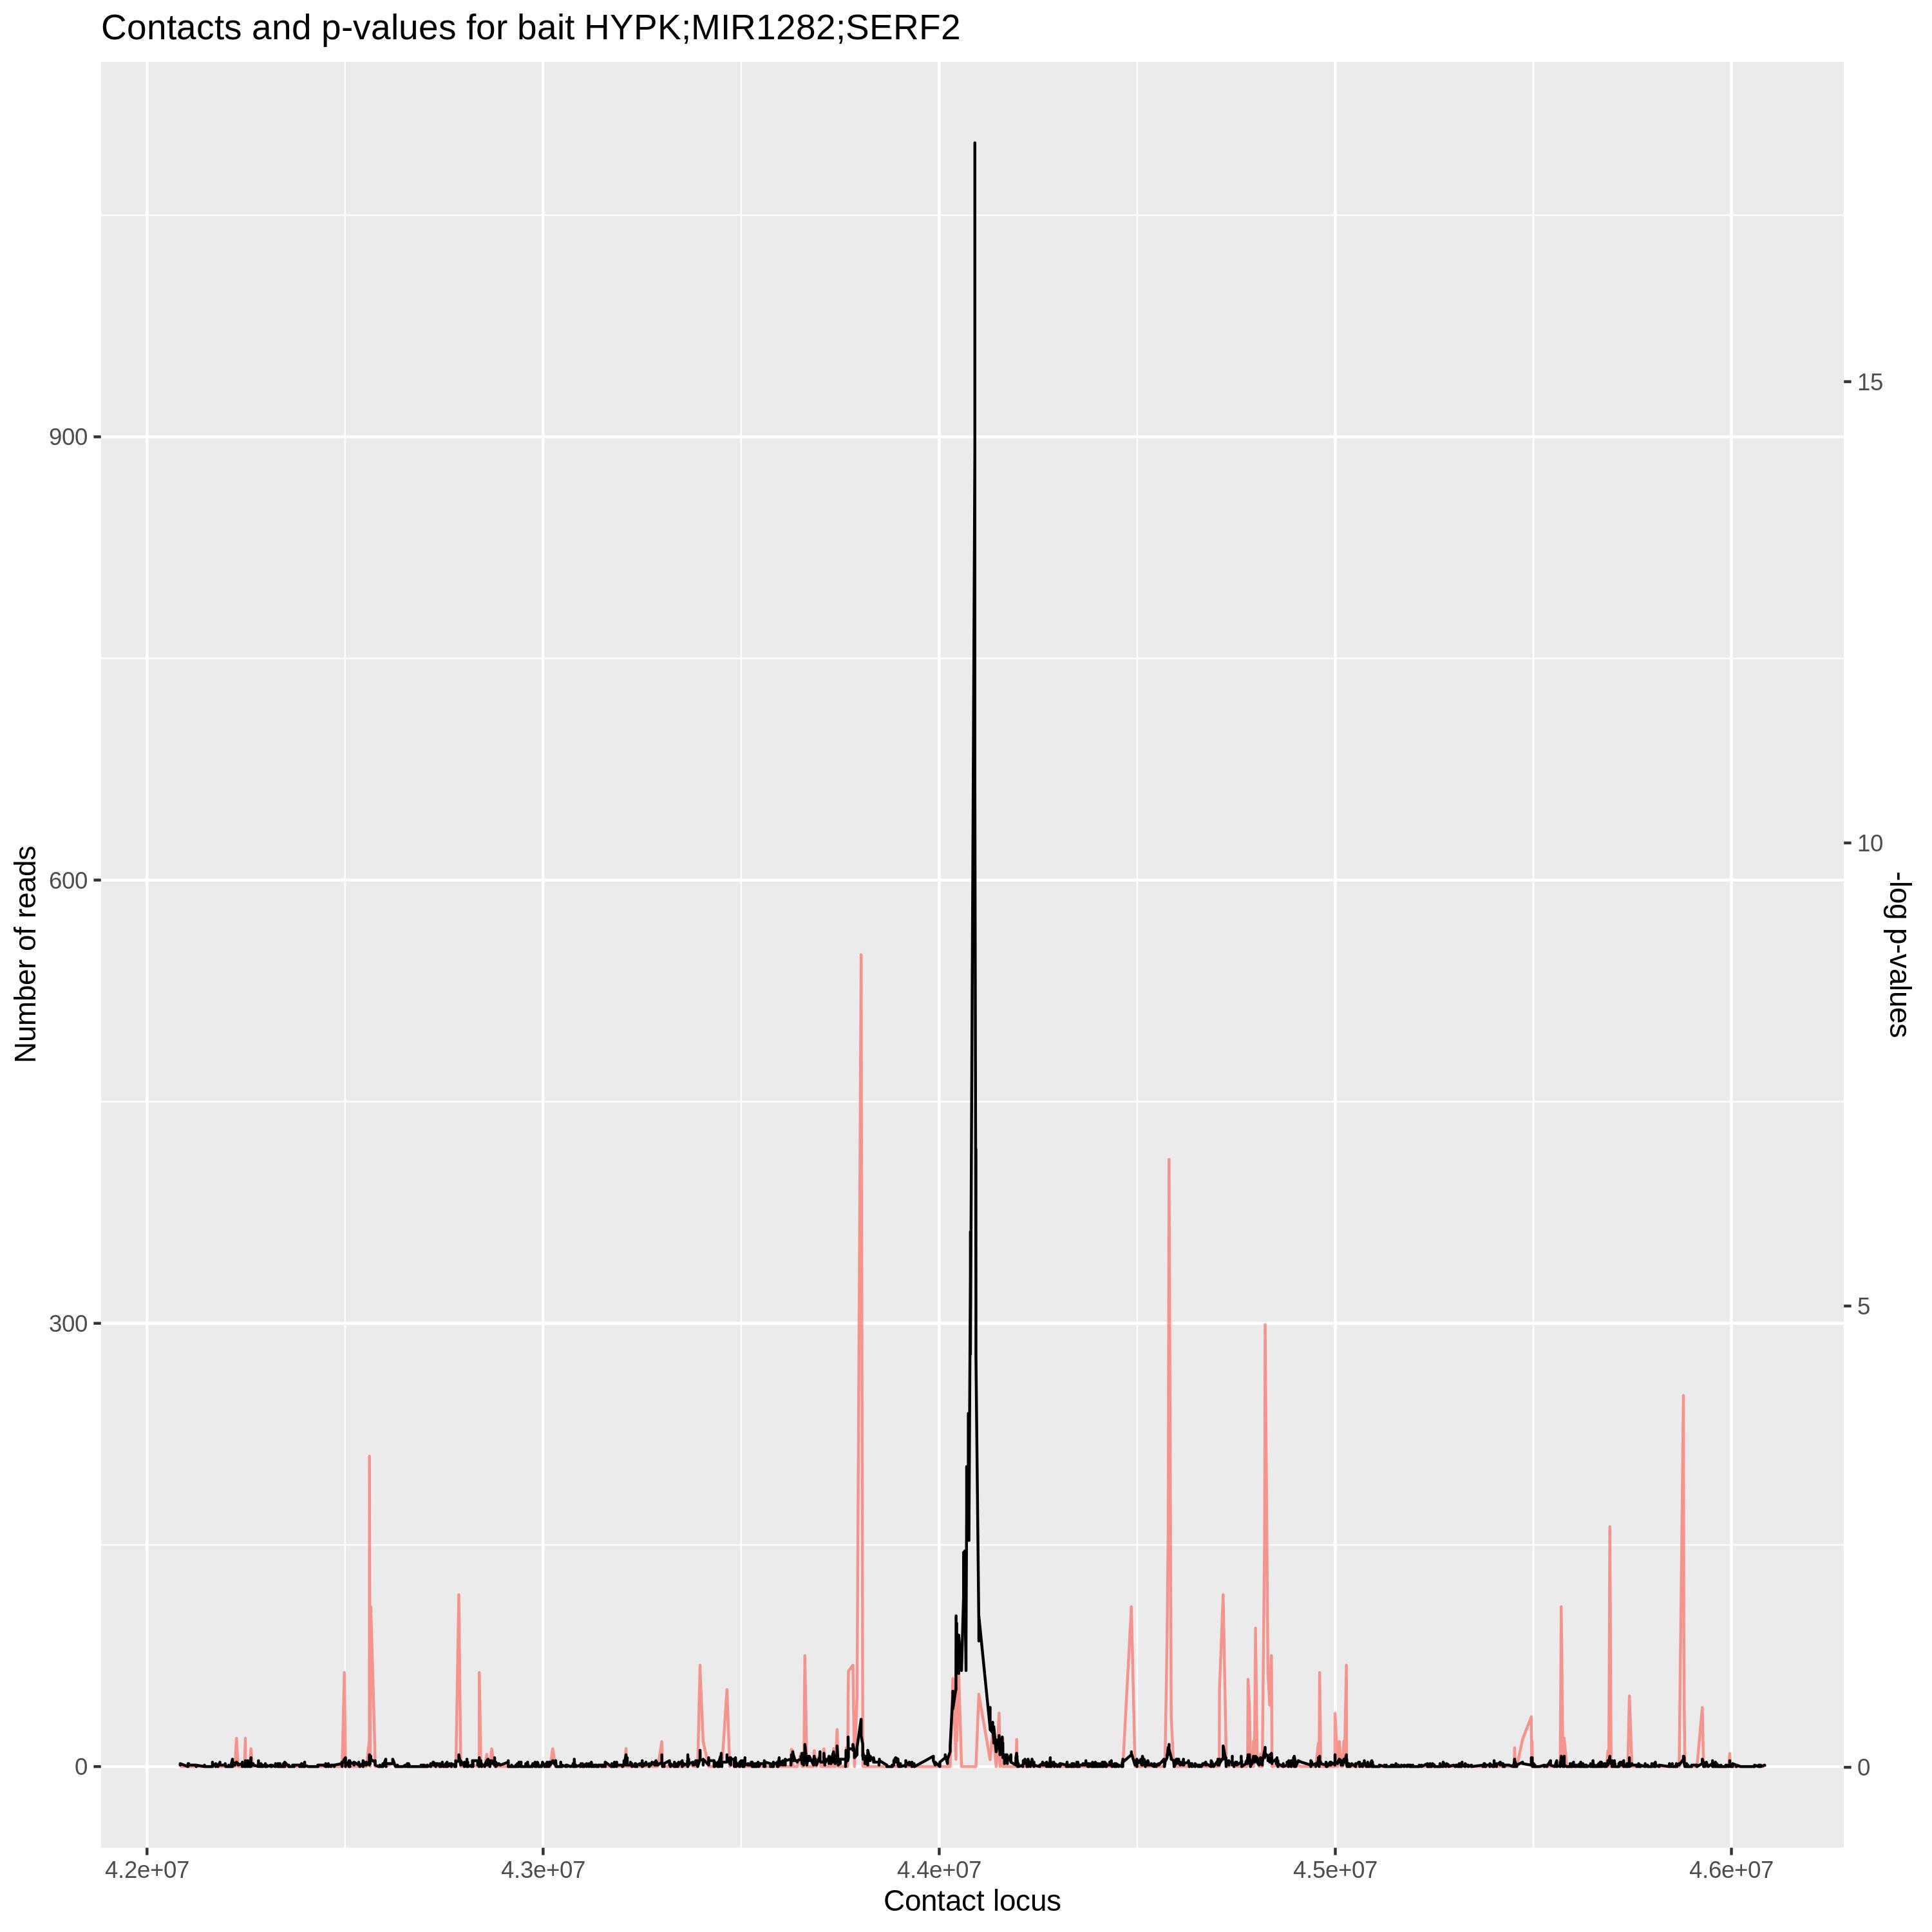 Contacts and p-values for bait HYPK;MIR1282;SERF2
Number of reads
900
600
300
0
15
10
5
0
-log p-values
4.2e+07 4.3e+07 4.4e+07 4.5e+07 4.6e+07
Contact locus